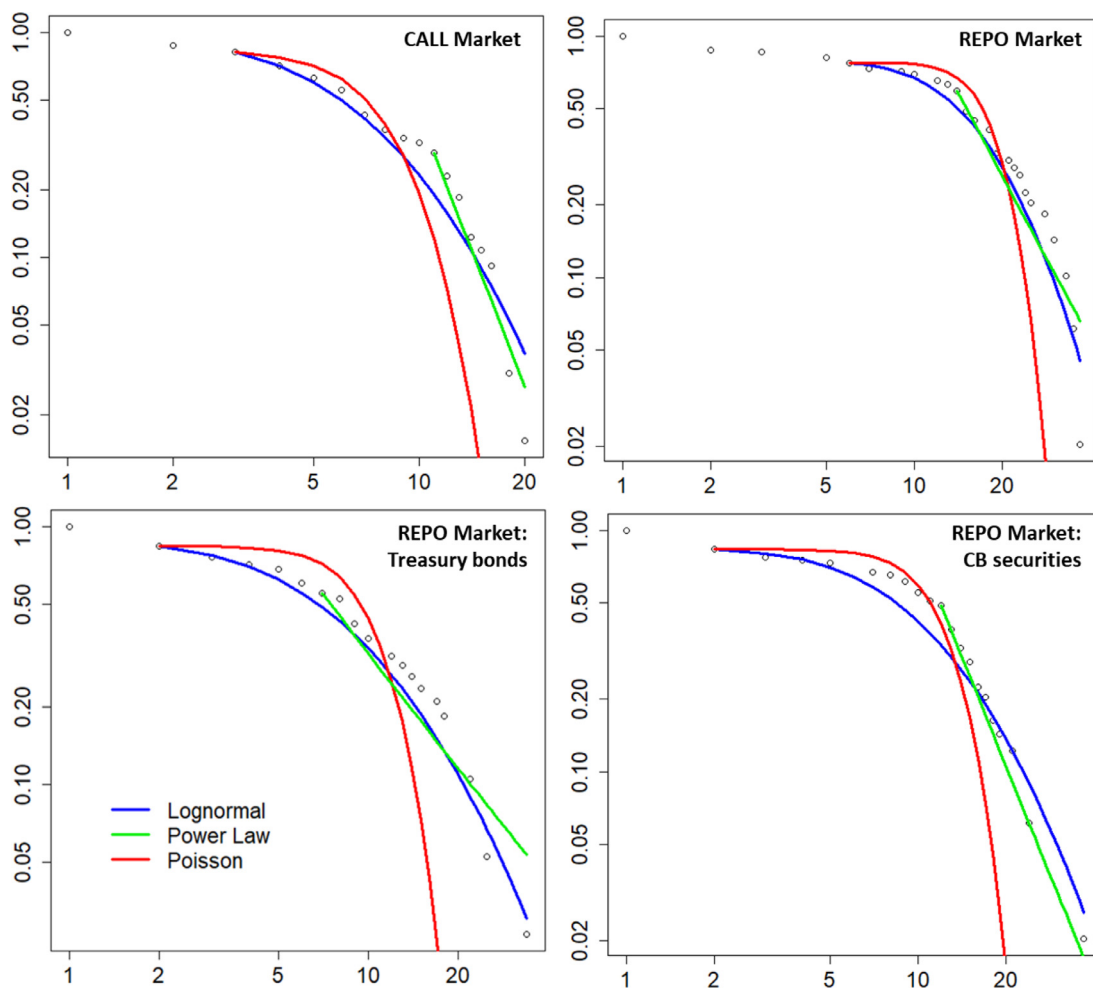 CALL Market
1.00
0.50
0.20
0.10
0.05
0.02
1 2 5 10 20
REPO Market
1.00
0.50
0.20
0.10
0.05
0.02
1 2 5 10 20
REPO Market:
Treasury bonds
1.00
0.50
0.20
0.10
0.05
Lognormal
Power Law
Poisson
1 2 5 10 20
REPO Market:
CB securities
1.00
0.50
0.20
0.10
0.05
0.02
1 2 5 10 20